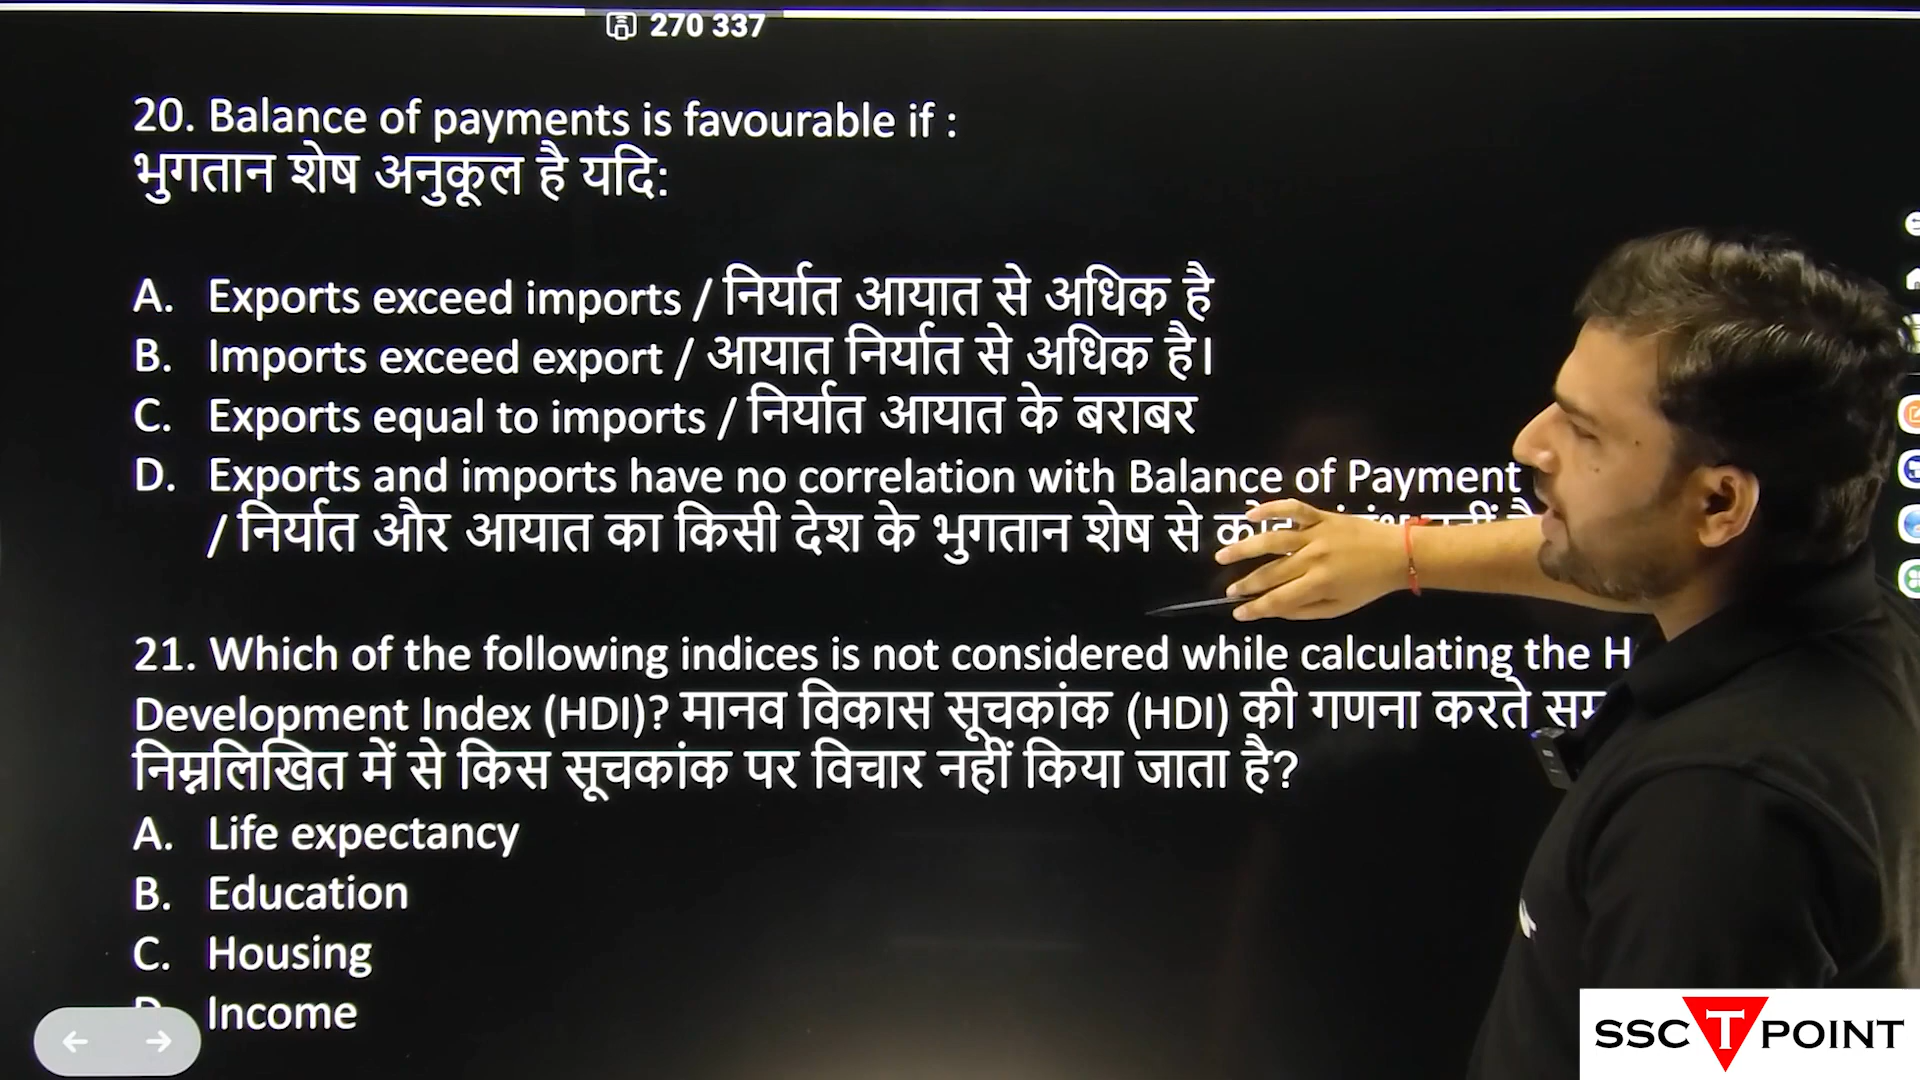 270 337
20. Balance of payments is favourable if :
भुगतान शेष अनुकूल है यदि:
A. Exports exceed imports / निर्यात आयात से अधिक है
B. Imports exceed export / आयात निर्यात से अधिक है।
C. Exports equal to imports / निर्यात आयात के बराबर
D. Exports and imports have no correlation with Balance of Payment
/ निर्यात और आयात का किसी देश के भुगतान शेष से
21. Which of the following indices is not considered while calculating the
Development Index (HDI)? मानव विकास सूचकांक (HDI) की गणना करते
निम्नलिखित में से किस सूचकांक पर विचार नहीं किया जाता है?
A. Life expectancy
B. Education
C. Housing
Income
SSC T POINT